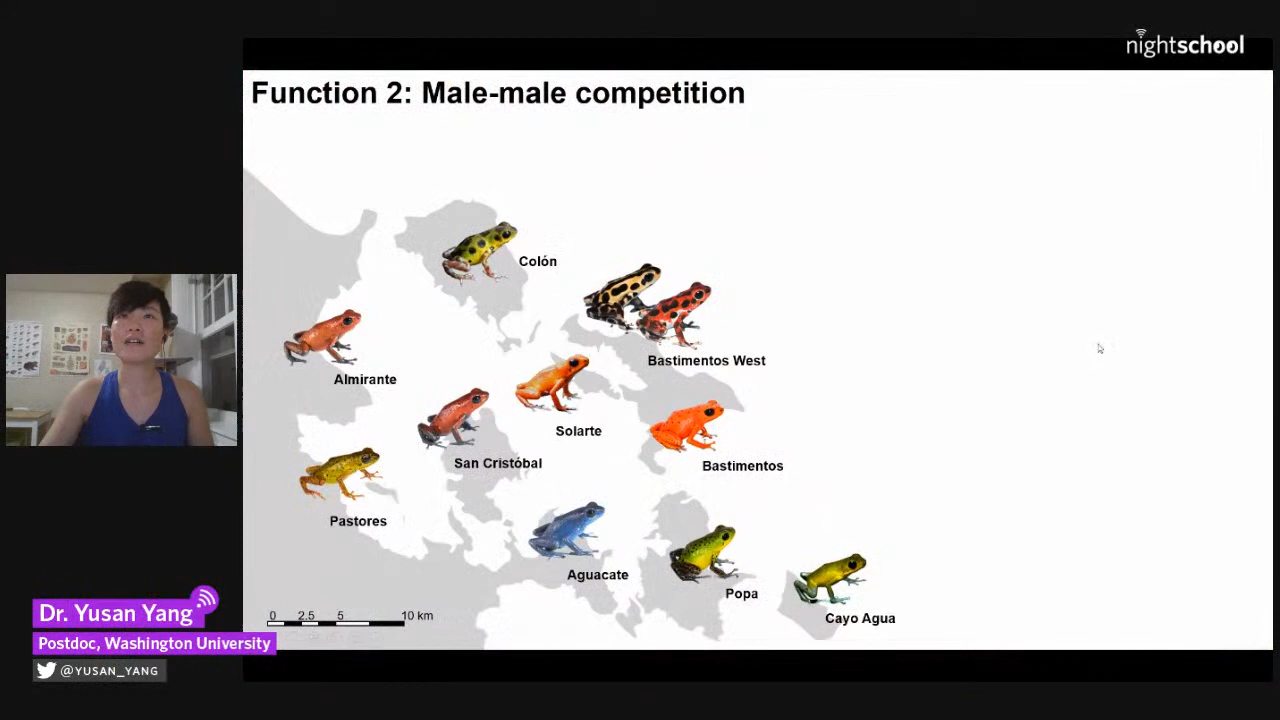 nightschool
Function 2: Male-male competition
Colón
Bastimentos West
Almirante
Solarte
San Cristóbal
Bastimentos
Pastores
Aguacate
Popa
Cayo Agua
0 2.5 5 10 km
Dr. Yusan Yang
Postdoc, Washington University
@YUSAN_YANG